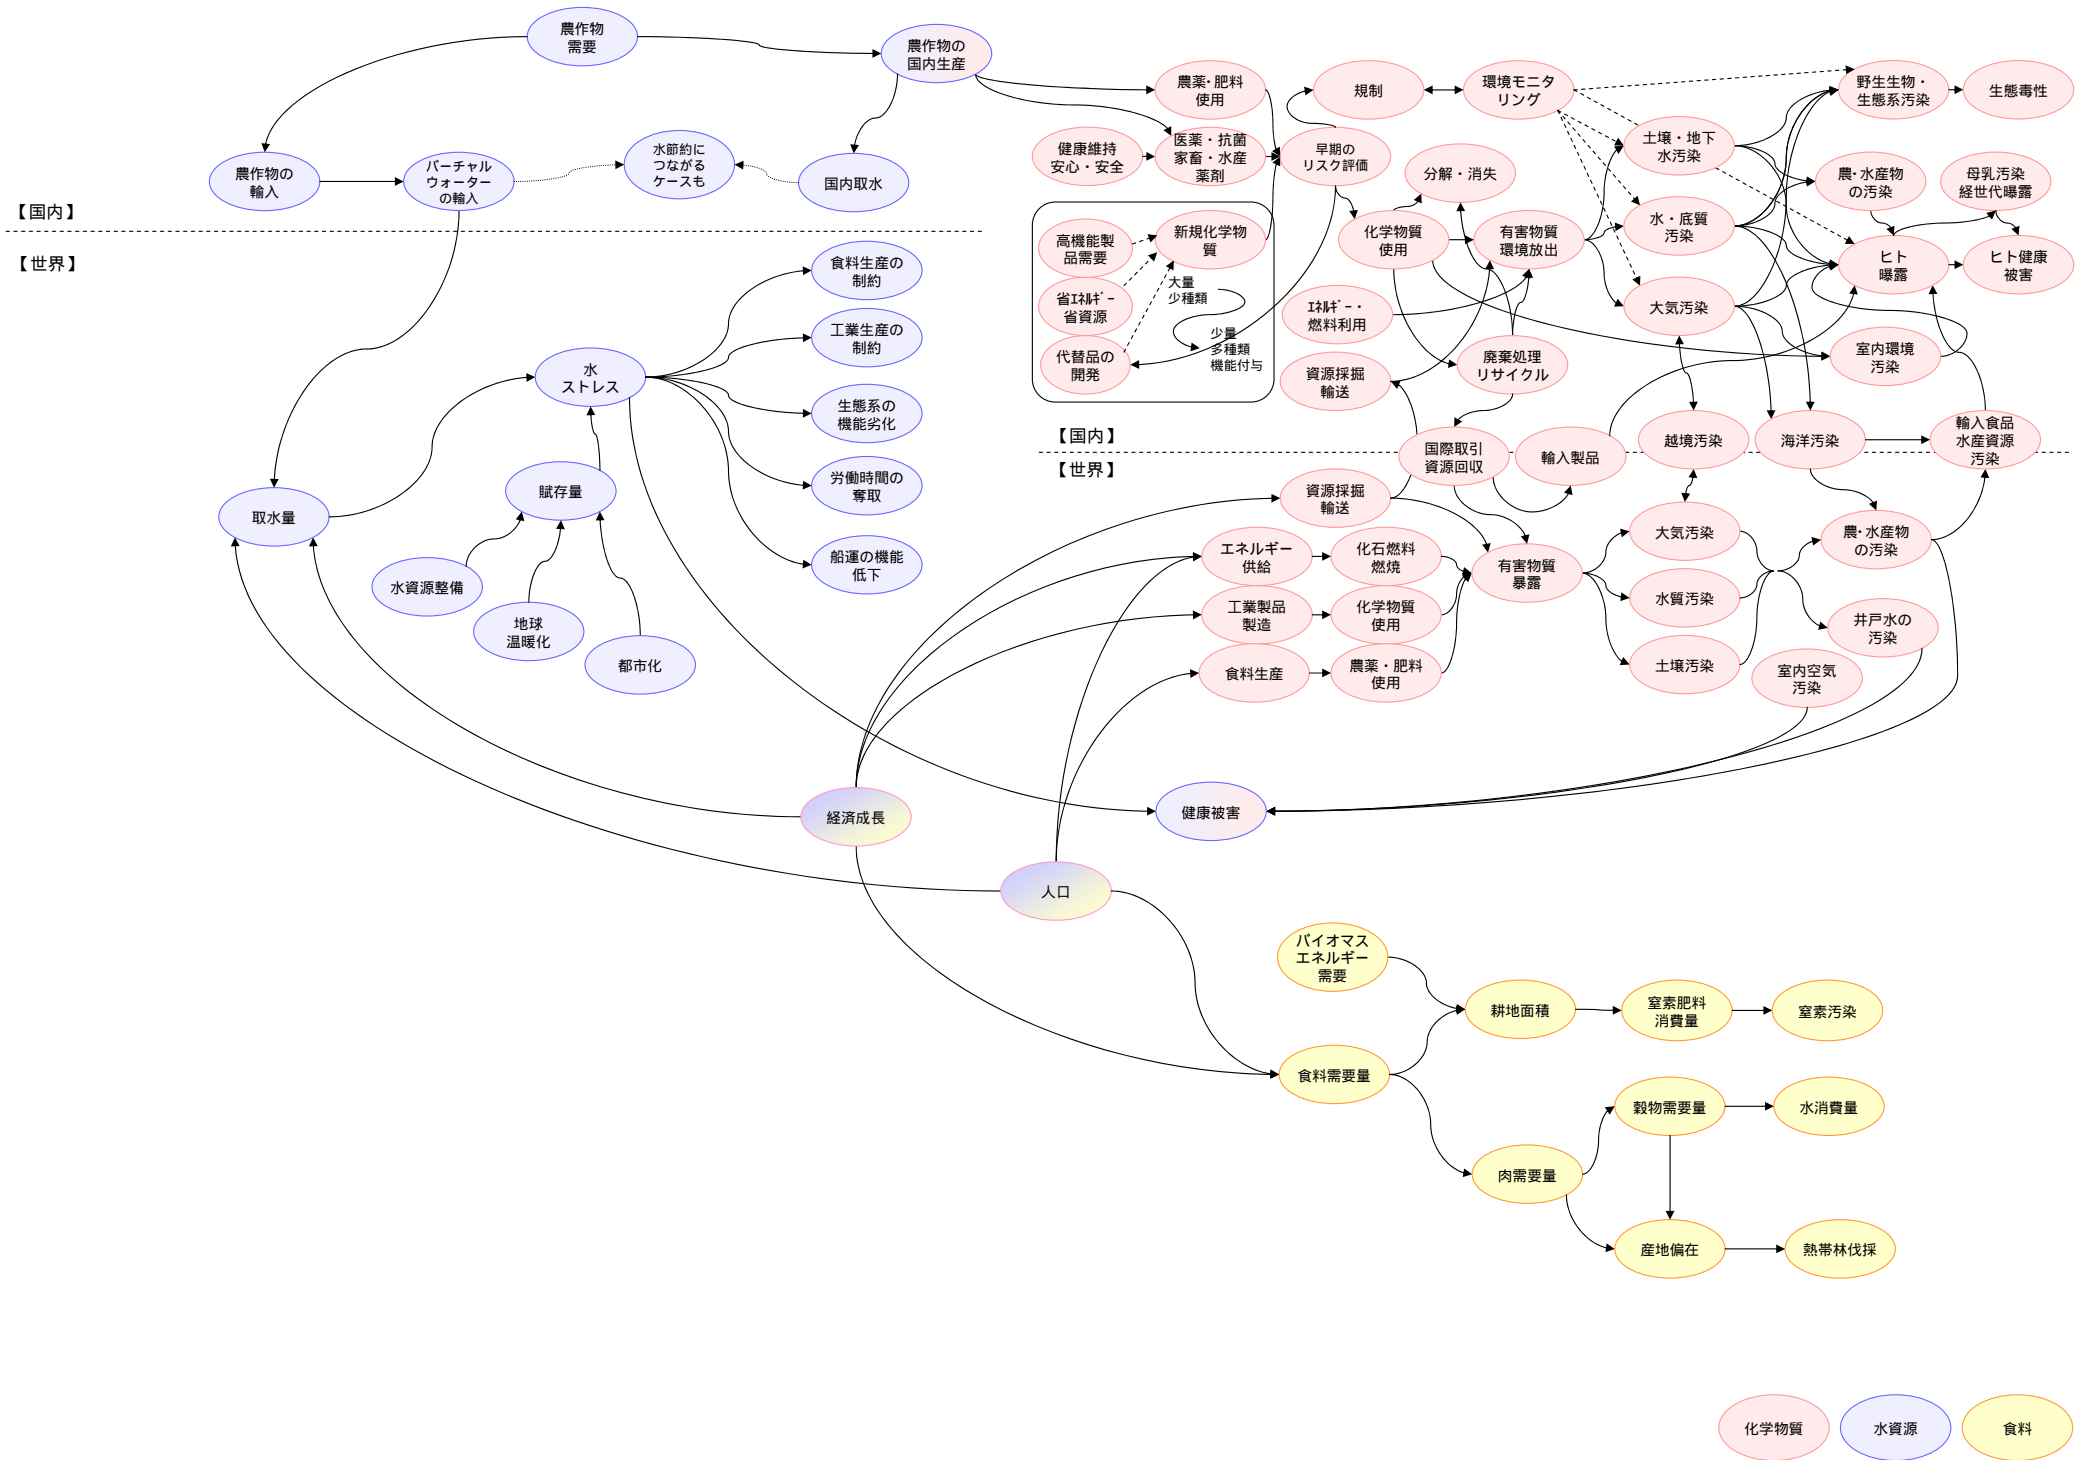 農作物
需要
農作物の
国内生産
農作物の
輸入
バーチャル
ウォーター
の輸入
水節約に
つながる
ケースも
国内取水
【国内】
【世界】
食料生産の
制約
工業生産の
制約
水
ストレス
生態系の
機能劣化
労働時間の
奪取
船運の機能
低下
賦存量
取水量
水資源整備
地球
温暖化
都市化
農薬・肥料
使用
健康維持
安心・安全
医薬・抗菌
家畜・水産
薬剤
規制
環境モニタ
リング
早期の
リスク評価
分解・消失
野生生物・
生態系汚染
生態毒性
土壌・地下
水汚染
農・水産物
の汚染
母乳汚染
経世代曝露
高機能製
品需要
新規化学物
質
省エネルギー
省資源
代替品の
開発
大量
少種類
少量
多種類
機能付与
化学物質
使用
有害物質
環境放出
水・底質
汚染
ヒト
曝露
ヒト健康
被害
エネルギー・
燃料利用
大気汚染
資源採掘
輸送
廃棄処理
リサイクル
室内環境
汚染
【国内】
【世界】
国際取引
資源回収
輸入製品
越境汚染
海洋汚染
輸入食品
水産資源
汚染
資源採掘
輸送
エネルギー
供給
化石燃料
燃焼
工業製品
製造
化学物質
使用
食料生産
農薬・肥料
使用
有害物質
暴露
大気汚染
水質汚染
土壌汚染
農・水産物
の汚染
井戸水の
汚染
室内空気
汚染
経済成長
健康被害
人口
バイオマス
エネルギー
需要
耕地面積
窒素肥料
消費量
窒素汚染
食料需要量
穀物需要量
水消費量
肉需要量
産地偏在
熱帯林伐採
化学物質
水資源
食料